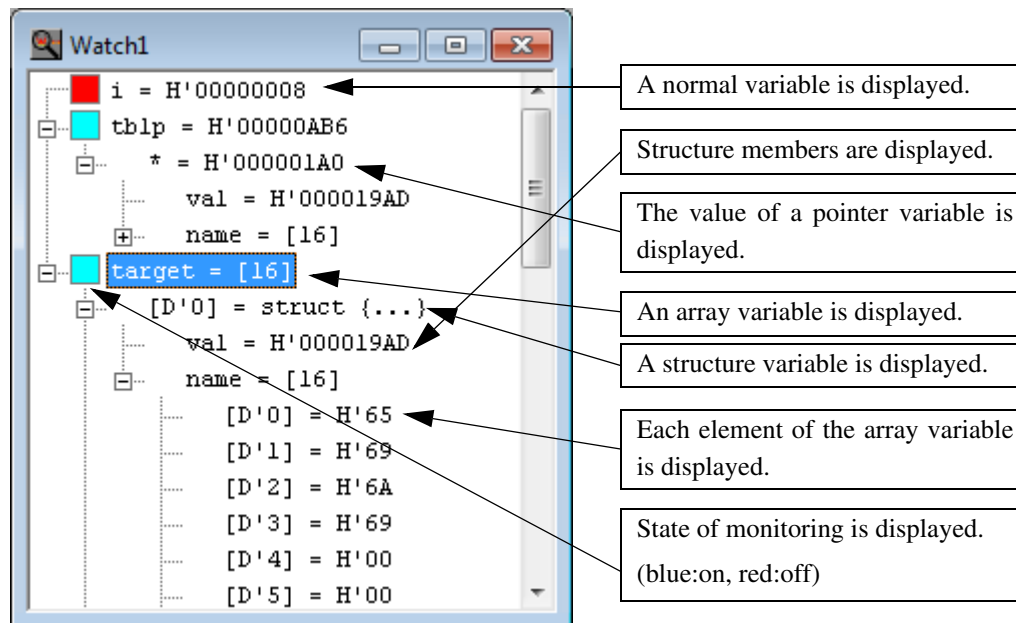 Watch1
i = H'00000008
tblp = H'00000AB6
* = H'000001A0
val = H'000019AD
name = [16]
target = [16]
[D'0] = struct {...}
val = H'000019AD
name = [16]
[D'0] = H'65
[D'1] = H'69
[D'2] = H'6A
[D'3] = H'69
[D'4] = H'00
[D'5] = H'00
A normal variable is displayed.
Structure members are displayed.
The value of a pointer variable is
displayed.
An array variable is displayed.
A structure variable is displayed.
Each element of the array variable
is displayed.
State of monitoring is displayed.
(blue:on, red:off)